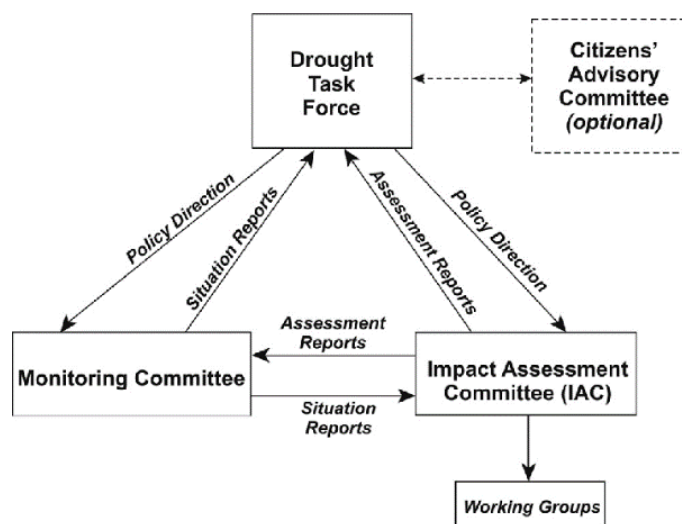 Drought
Task
Force
Citizens'
Advisory
Committee
(optional)
Policy Direction
Situation Reports
Assessment Reports
Policy Direction
Assessment
Reports
Monitoring Committee
Impact Assessment
Committee (IAC)
Situation
Reports
Working Groups